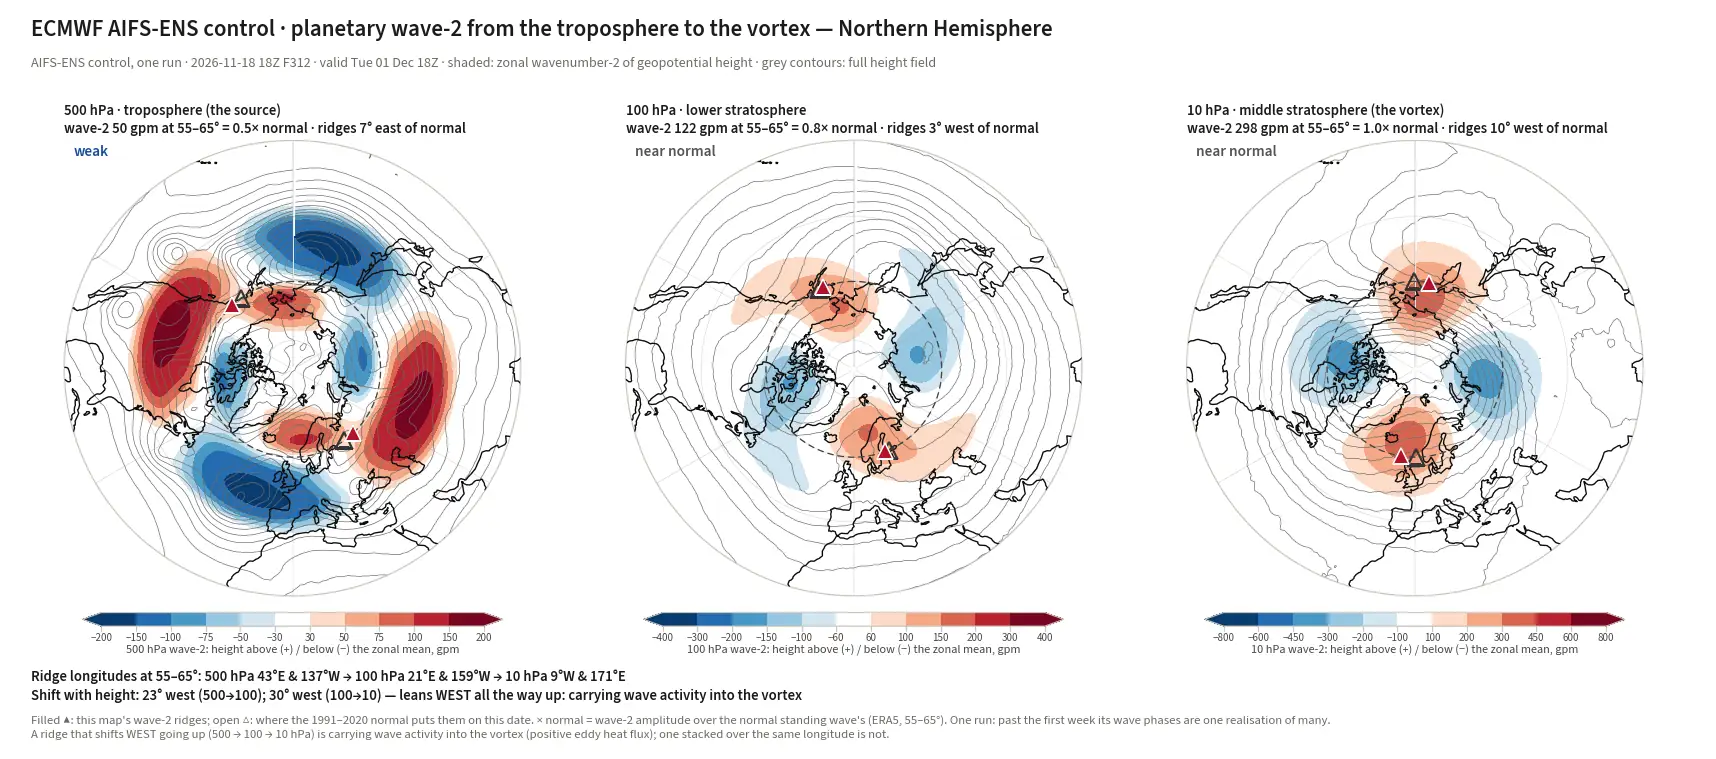 ECMWF AIFS-ENS control · planetary wave-2 from the troposphere to the vortex — Northern Hemisphere
AIFS-ENS control, one run · 2026-11-18 18Z F312 · valid Tue 01 Dec 18Z · shaded: zonal wavenumber-2 of geopotential height · grey contours: full height field
500 hPa · troposphere (the source)
wave-2 50 gpm at 55–65° = 0.5× normal · ridges 7° east of normal
weak
100 hPa · lower stratosphere
wave-2 122 gpm at 55–65° = 0.8× normal · ridges 3° west of normal
near normal
10 hPa · middle stratosphere (the vortex)
wave-2 298 gpm at 55–65° = 1.0× normal · ridges 10° west of normal
near normal
−200 −150 −100 −75 −50 −30 30 50 75 100 150 200
500 hPa wave-2: height above (+) / below (−) the zonal mean, gpm
−400 −300 −200 −150 −100 −60 60 100 150 200 300 400
100 hPa wave-2: height above (+) / below (−) the zonal mean, gpm
−800 −600 −450 −300 −200 −100 100 200 300 450 600 800
10 hPa wave-2: height above (+) / below (−) the zonal mean, gpm
Ridge longitudes at 55–65°: 500 hPa 43°E & 137°W → 100 hPa 21°E & 159°W → 10 hPa 9°W & 171°E
Shift with height: 23° west (500→100); 30° west (100→10) — leans WEST all the way up: carrying wave activity into the vortex
Filled ▲: this map's wave-2 ridges; open △: where the 1991–2020 normal puts them on this date. × normal = wave-2 amplitude over the normal standing wave's (ERA5, 55–65°). One run: past the first week its wave phases are one realisation of many.
A ridge that shifts WEST going up (500 → 100 → 10 hPa) is carrying wave activity into the vortex (positive eddy heat flux); one stacked over the same longitude is not.